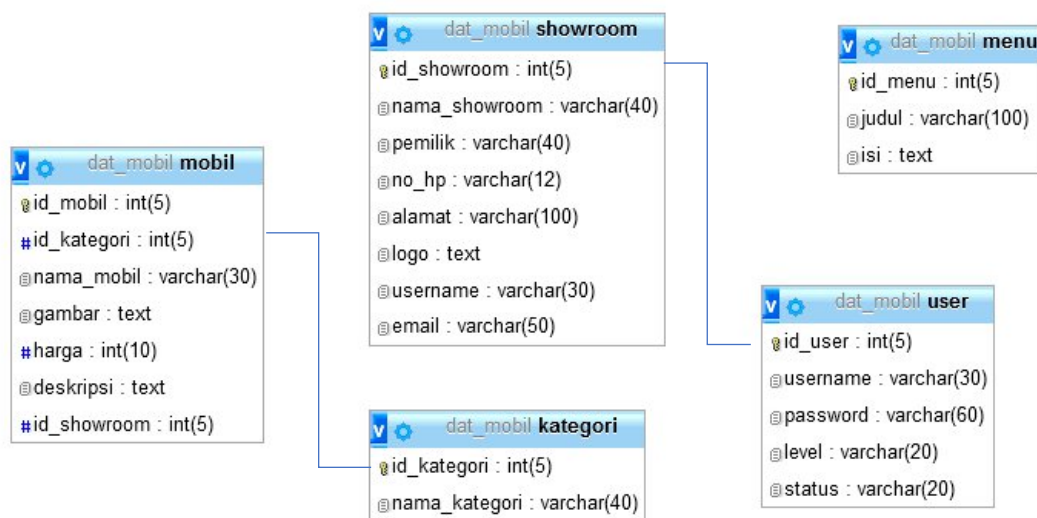 dat_mobil mobil
id_mobil : int(5)
#id_kategori : int(5)
nama_mobil : varchar(30)
gambar : text
#harga : int(10)
deskripsi : text
#id_showroom : int(5)
dat_mobil showroom
id_showroom : int(5)
nama_showroom : varchar(40)
pemilik : varchar(40)
no_hp : varchar(12)
alamat : varchar(100)
logo : text
username : varchar(30)
email : varchar(50)
dat_mobil kategori
id_kategori : int(5)
nama_kategori : varchar(40)
dat_mobil menu
id_menu : int(5)
judul : varchar(100)
isi : text
dat_mobil user
id_user : int(5)
username : varchar(30)
password : varchar(60)
level : varchar(20)
status : varchar(20)